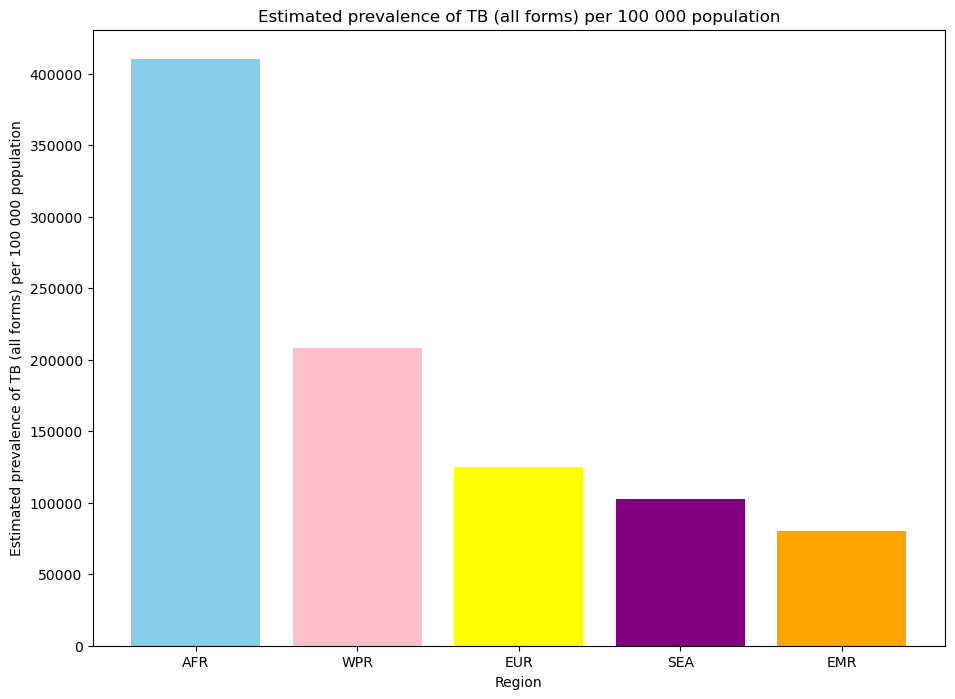 Estimated prevalence of TB (all forms) per 100 000 population
Estimated prevalence of TB (all forms) per 100 000 population
400000
350000
300000
250000
200000
150000
100000
50000
0
AFR WPR EUR SEA EMR
Region